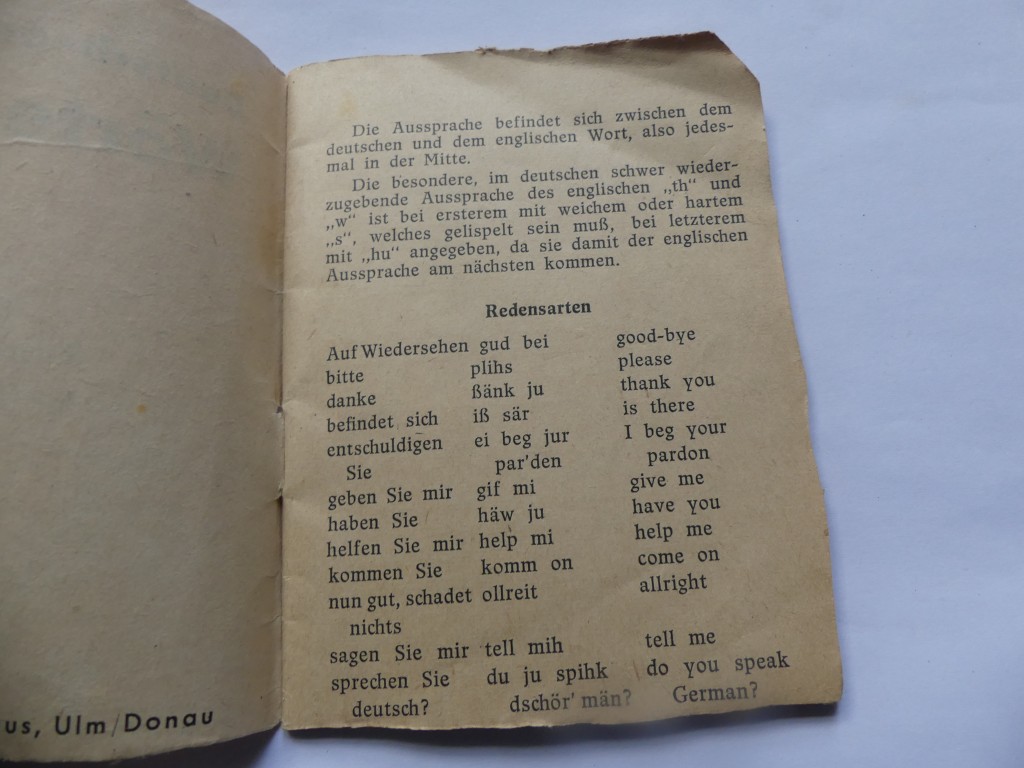 us, Ulm/Donau
Die Aussprache befindet sich zwischen dem
deutschen und dem englischen Wort, also jedes-
mal in der Mitte.
Die besondere, im deutschen schwer wieder-
zugebende Aussprache des englischen „th“ und
„w“ ist bei ersterem mit weichem oder hartem
„s“, welches gelispelt sein muß, bei letzterem
mit „hu“ angegeben, da sie damit der englischen
Aussprache am nächsten kommen.
Redensarten
Auf Wiedersehen gud bei good-bye
bitte plihs please
danke ßänk ju thank you
befindet sich iß sär is there
entschuldigen ei beg jur I beg your
Sie par'den pardon
geben Sie mir gif mi give me
haben Sie häw ju have you
helfen Sie mir help mi help me
kommen Sie komm on come on
nun gut, schadet ollreit allright
nichts
sagen Sie mir tell mih tell me
sprechen Sie du ju spihk do you speak
deutsch? dschör' män? German?